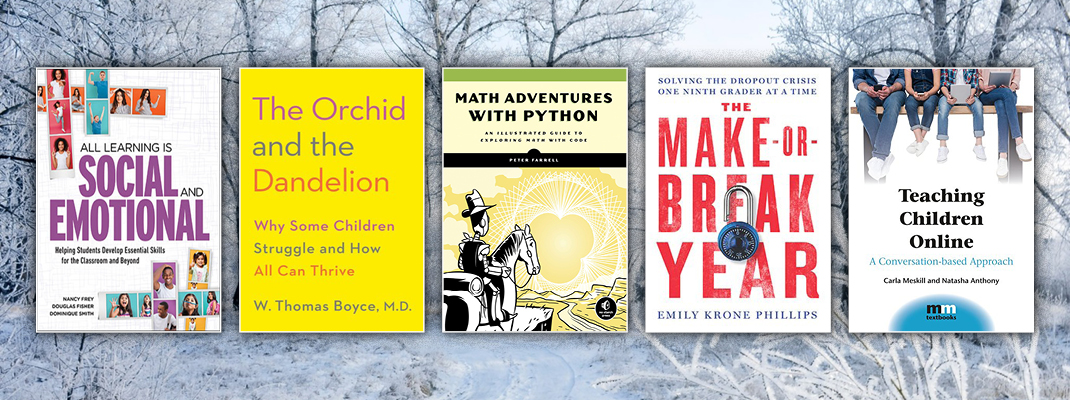 ALL LEARNING IS
SOCIAL AND
EMOTIONAL
Helping Students Develop Essential Skills
for the Classroom and Beyond
NANCY FREY
DOUGLAS FISHER
DOMINIQUE SMITH
The Orchid
and the
Dandelion
Why Some Children
Struggle and How
All Can Thrive
W. Thomas Boyce, M.D.
MATH ADVENTURES
WITH PYTHON
AN ILLUSTRATED GUIDE TO
EXPLORING MATH WITH CODE
PETER FARRELL
SOLVING THE DROPOUT CRISIS
ONE NINTH GRADER AT A TIME
THE
MAKE-OR-
BREAK
YEAR
EMILY KRONE PHILLIPS
Teaching
Children
Online
A Conversation-based Approach
Carla Meskill and Natasha Anthony
mm
textbooks